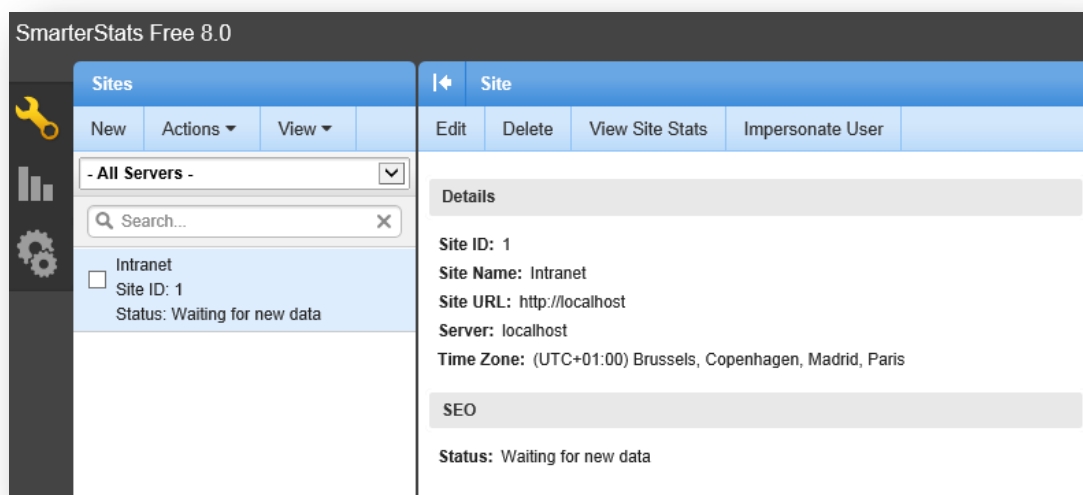 SmarterStats Free 8.0
Sites
New Actions View
- All Servers -
Search...
Intranet
Site ID: 1
Status: Waiting for new data
Site
Edit Delete View Site Stats Impersonate User
Details
Site ID: 1
Site Name: Intranet
Site URL: http://localhost
Server: localhost
Time Zone: (UTC+01:00) Brussels, Copenhagen, Madrid, Paris
SEO
Status: Waiting for new data